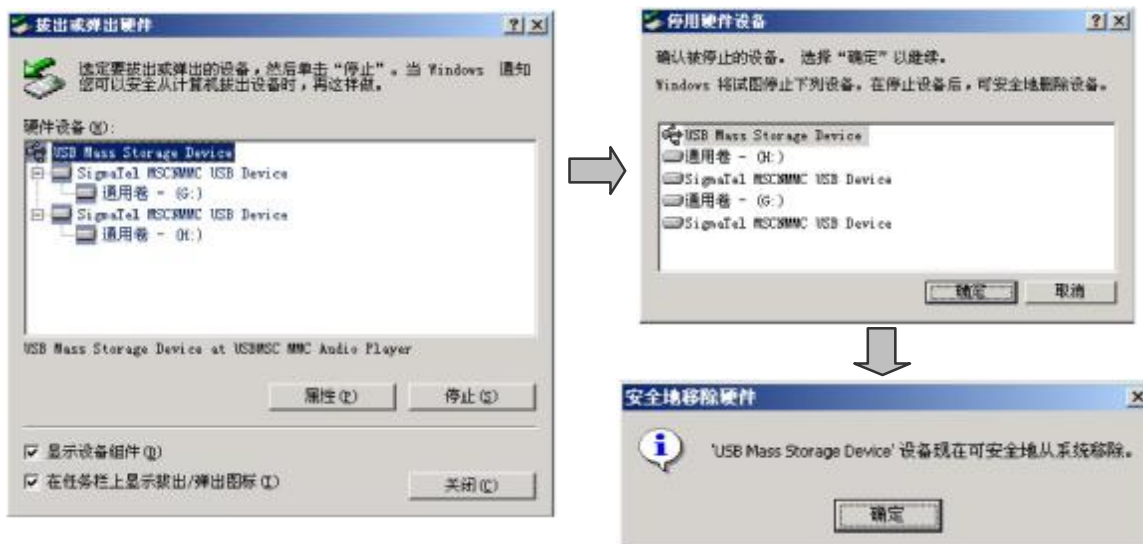 拔出或弹出硬件
选定要拔出或弹出的设备，然后单击“停止”。当 Windows 通知
您可以安全从计算机拔出设备时，再这样做。
硬件设备(W):
USB Mass Storage Device
SigmaTel MSCNMMC USB Device
通用卷 - (G:)
SigmaTel MSCNMMC USB Device
通用卷 - (H:)
USB Mass Storage Device at USBMSC MMC Audio Player
属性(P)
停止(S)
显示设备组件(D)
在任务栏上显示拔出/弹出图标(I)
关闭(C)
停用硬件设备
确认被停止的设备。 选择“确定”以继续。
Windows 将试图停止下列设备。在停止设备后，可安全地删除设备。
USB Mass Storage Device
通用卷 - (H:)
SigmaTel MSCNMMC USB Device
通用卷 - (G:)
SigmaTel MSCNMMC USB Device
确定
取消
安全地移除硬件
'USB Mass Storage Device' 设备现在可安全地从系统移除。
确定